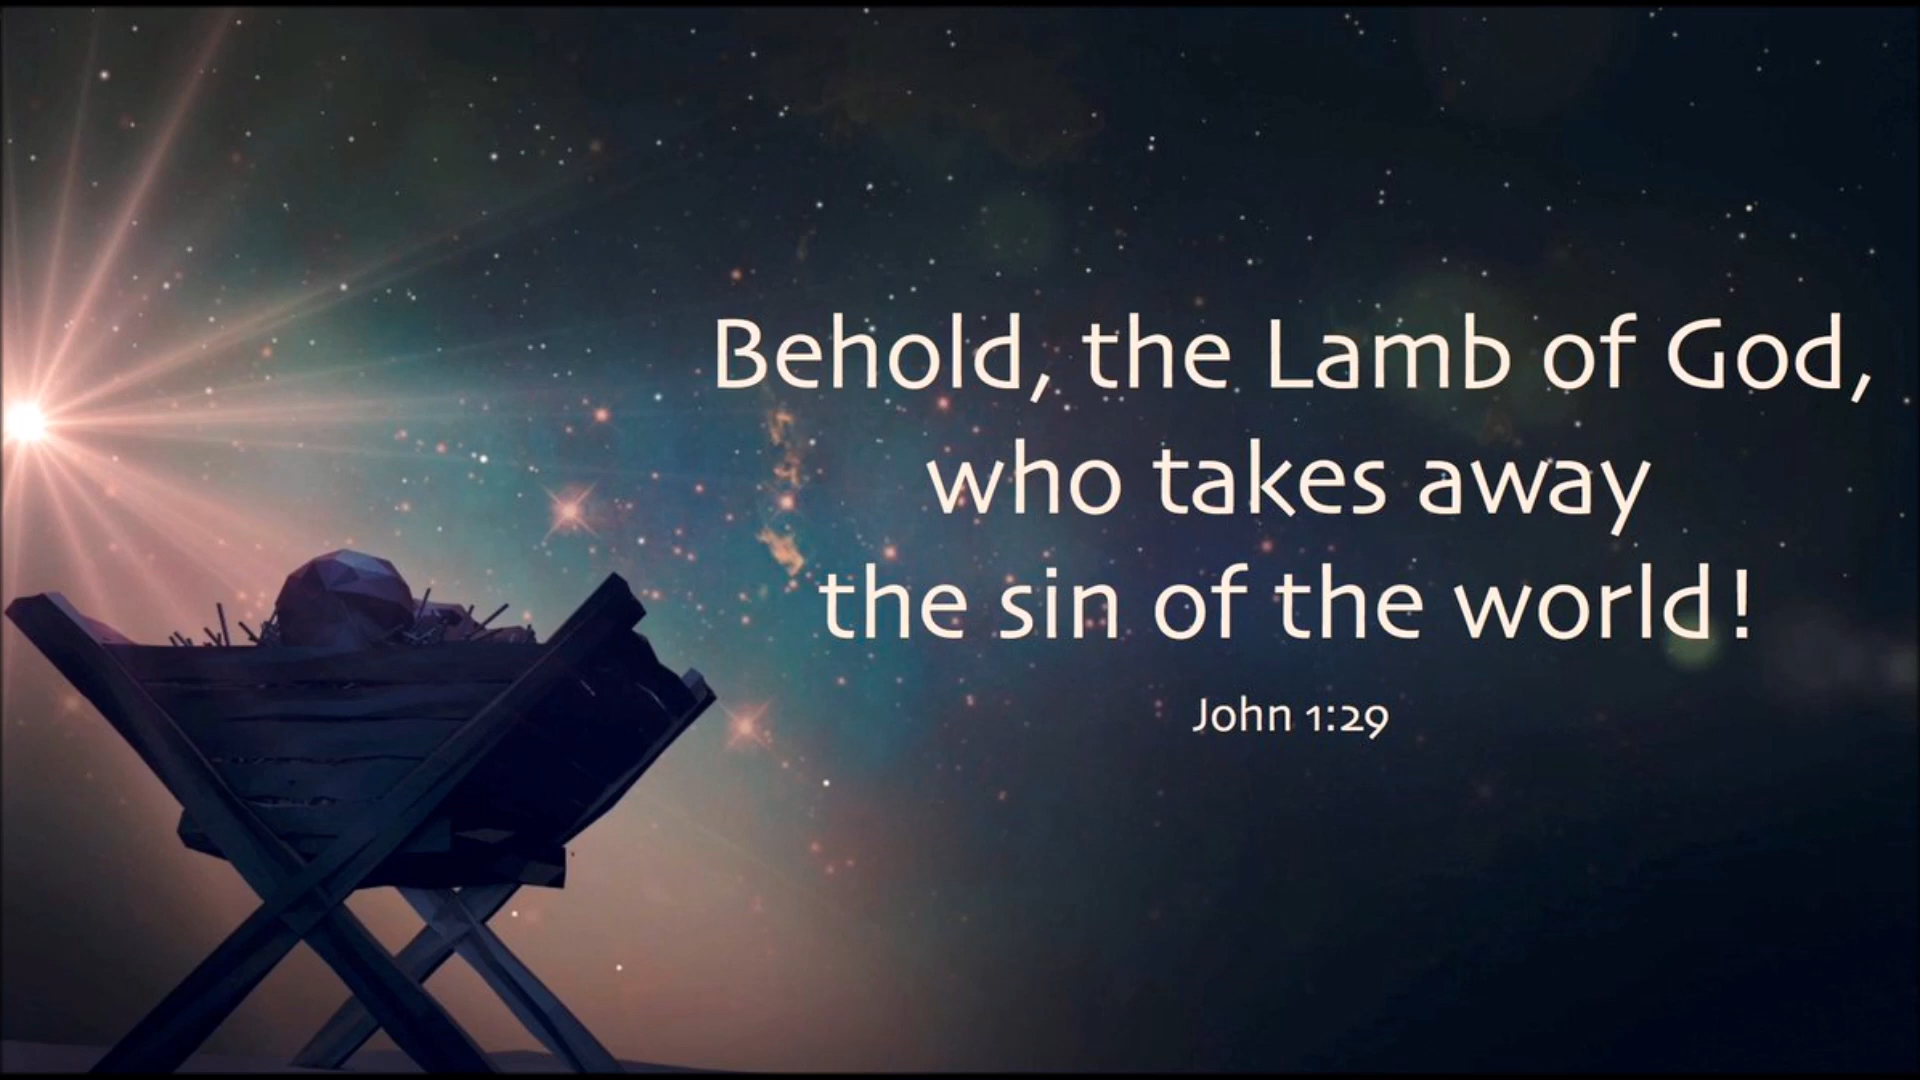 Behold, the Lamb of God,
who takes away
the sin of the world!
John 1:29